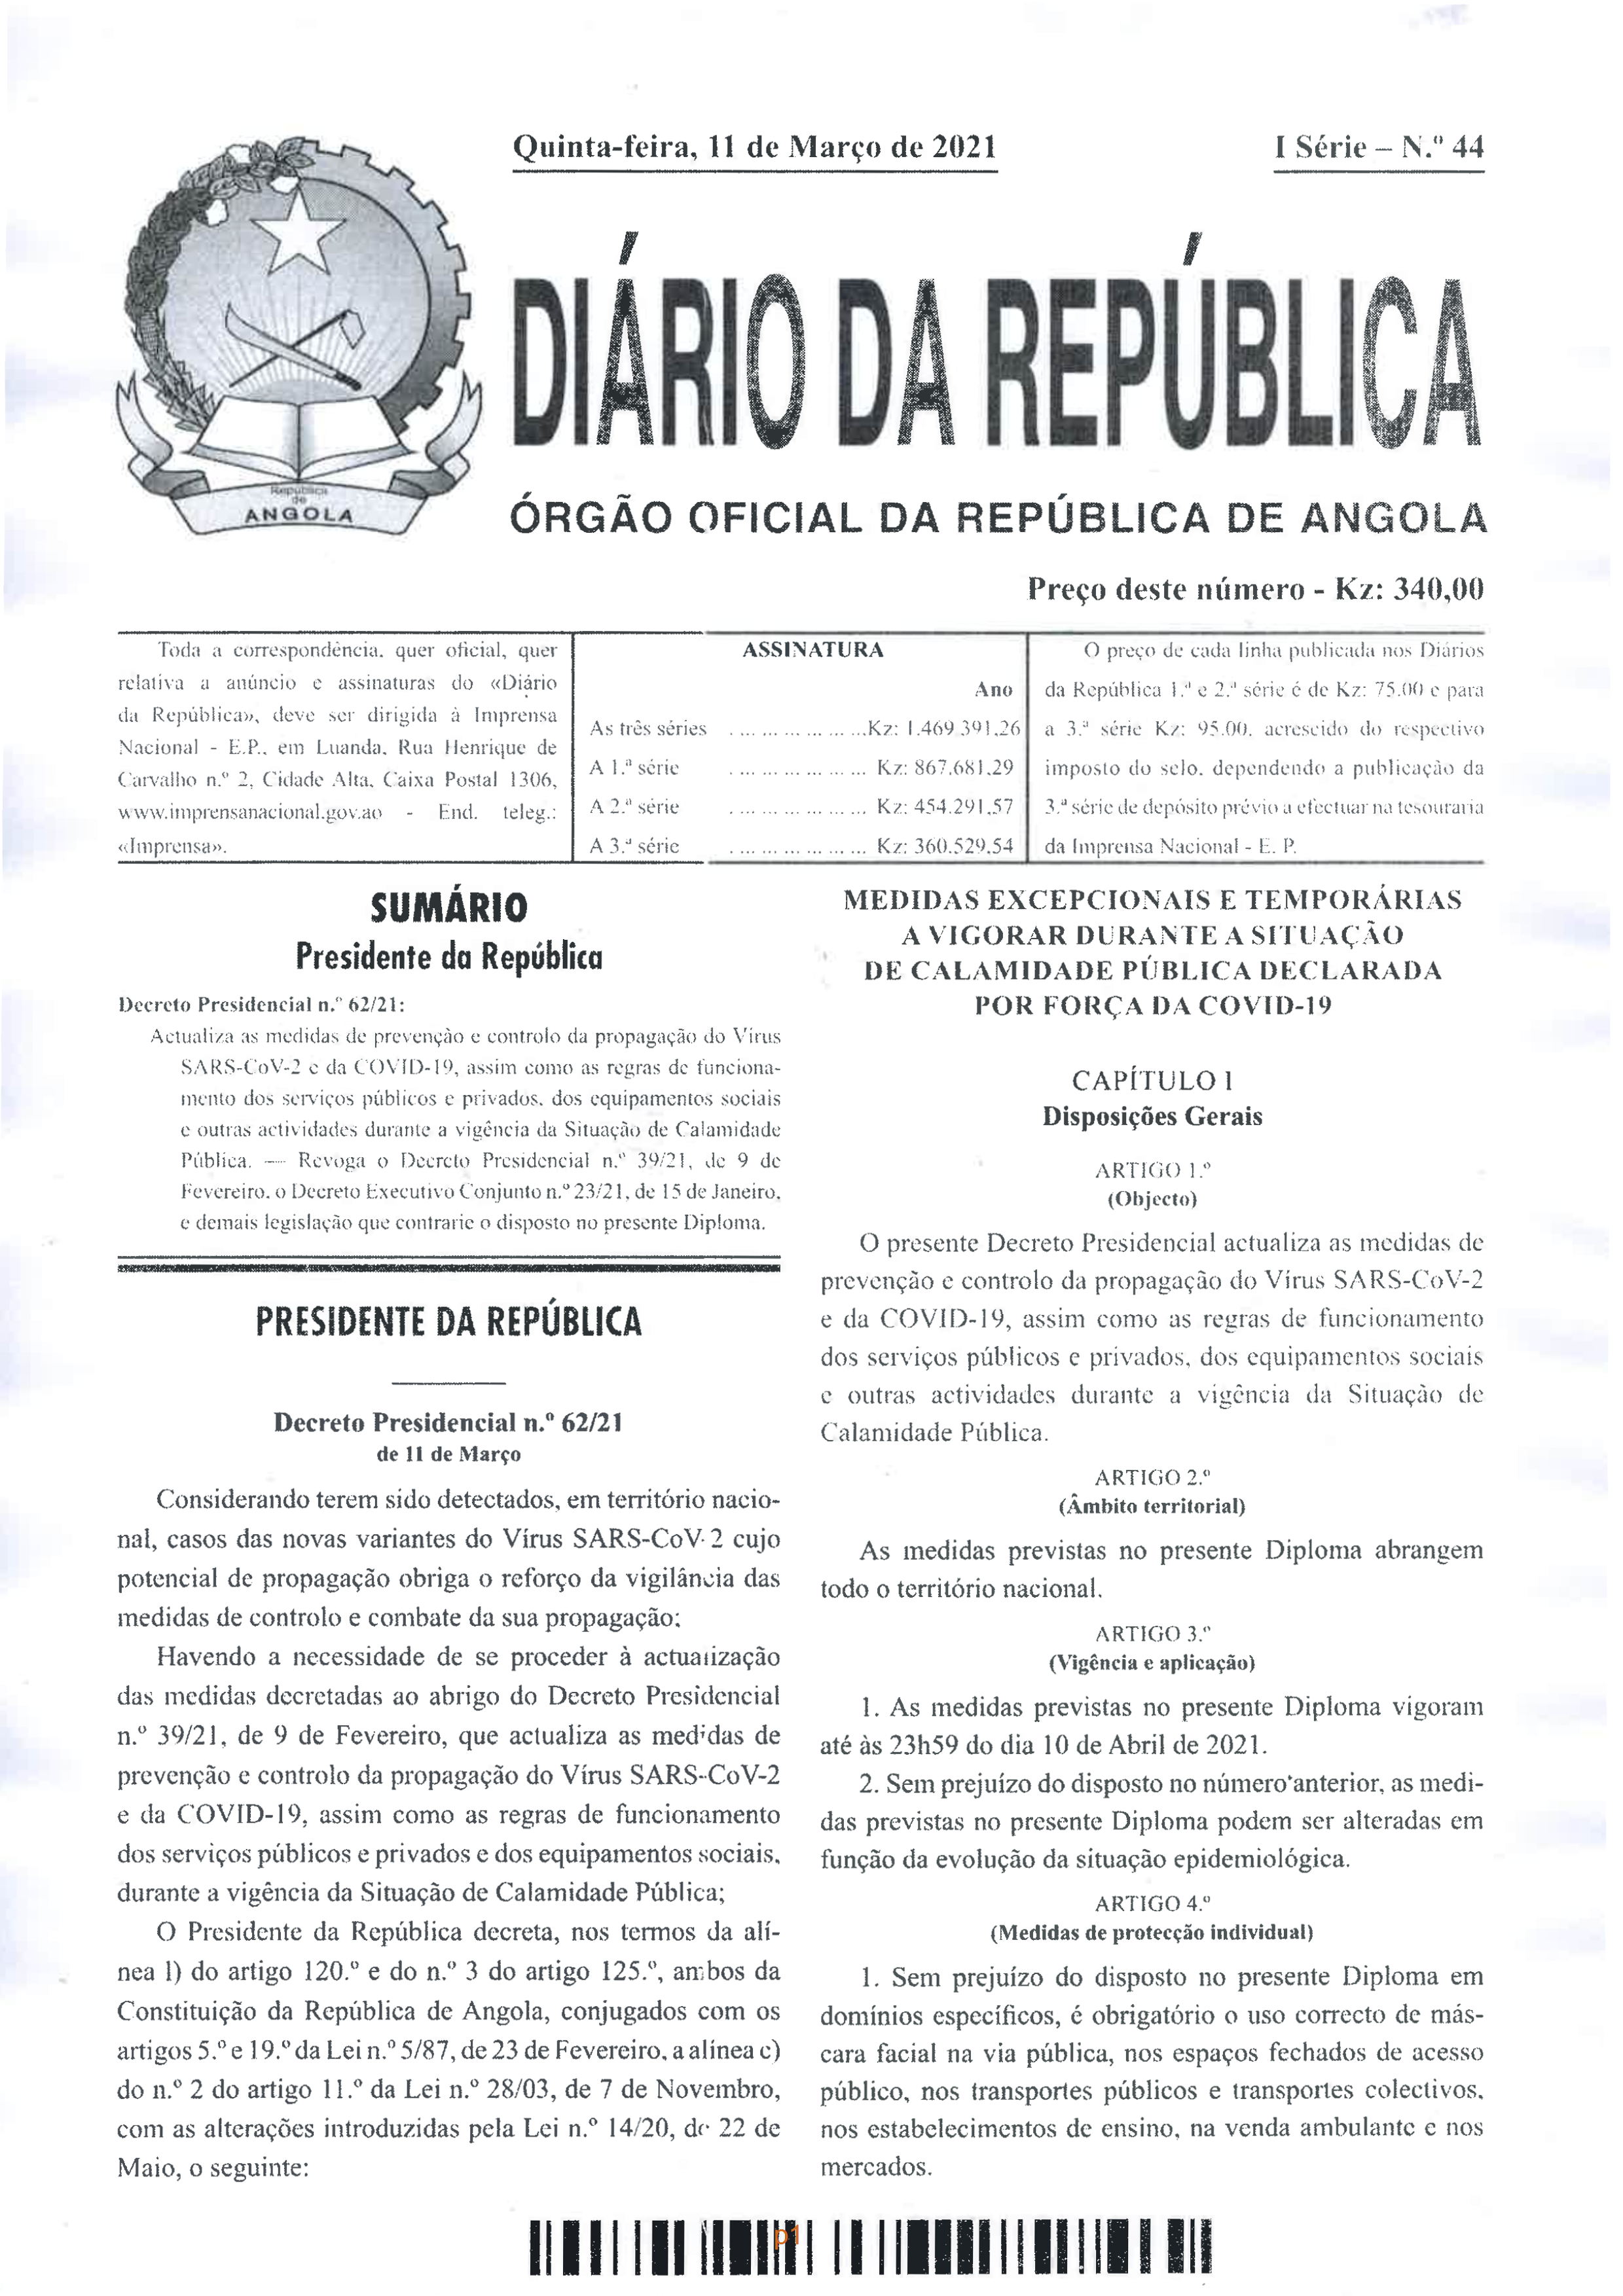 Quinta-feira, 11 de Março de 2021
I Série – N.º 44
DIÁRIO DA REPÚBLICA
ÓRGÃO OFICIAL DA REPÚBLICA DE ANGOLA
República
de
ANGOLA
Preço deste número - Kz: 340,00
Toda a correspondência, quer oficial, quer
relativa a anúncio e assinaturas do «Diário
da República», deve ser dirigida à Imprensa
Nacional - E.P., em Luanda, Rua Henrique de
Carvalho n.º 2, Cidade Alta, Caixa Postal 1306,
www.imprensanacional.gov.ao - End. teleg.:
«Imprensa».
ASSINATURA
Ano
As três séries . ... ... ... ... ... ...Kz: 1.469.391,26
A 1.ª série . ... ... ... ... ... ... Kz: 867.681,29
A 2.ª série . ... ... ... ... ... ... Kz: 454.291,57
A 3.ª série . ... ... ... ... ... ... Kz: 360.529,54
O preço de cada linha publicada nos Diários
da República 1.ª e 2.ª série é de Kz: 75.00 e para
a 3.ª série Kz: 95.00, acrescido do respectivo
imposto do selo, dependendo a publicação da
3.ª série de depósito prévio a efectuar na tesouraria
da Imprensa Nacional - E. P.
SUMÁRIO
Presidente da República
Decreto Presidencial n.º 62/21:
Actualiza as medidas de prevenção e controlo da propagação do Vírus
SARS-CoV-2 e da COVID-19, assim como as regras de funciona-
mento dos serviços públicos e privados, dos equipamentos sociais
e outras actividades durante a vigência da Situação de Calamidade
Pública. — Revoga o Decreto Presidencial n.º 39/21, de 9 de
Fevereiro, o Decreto Executivo Conjunto n.º 23/21, de 15 de Janeiro,
e demais legislação que contrarie o disposto no presente Diploma.
PRESIDENTE DA REPÚBLICA
Decreto Presidencial n.º 62/21
de 11 de Março
Considerando terem sido detectados, em território nacio-
nal, casos das novas variantes do Vírus SARS-CoV-2 cujo
potencial de propagação obriga o reforço da vigilância das
medidas de controlo e combate da sua propagação;
Havendo a necessidade de se proceder à actualização
das medidas decretadas ao abrigo do Decreto Presidencial
n.º 39/21, de 9 de Fevereiro, que actualiza as medidas de
prevenção e controlo da propagação do Vírus SARS-CoV-2
e da COVID-19, assim como as regras de funcionamento
dos serviços públicos e privados e dos equipamentos sociais,
durante a vigência da Situação de Calamidade Pública;
O Presidente da República decreta, nos termos da alí-
nea l) do artigo 120.º e do n.º 3 do artigo 125.º, ambos da
Constituição da República de Angola, conjugados com os
artigos 5.º e 19.º da Lei n.º 5/87, de 23 de Fevereiro, a alínea c)
do n.º 2 do artigo 11.º da Lei n.º 28/03, de 7 de Novembro,
com as alterações introduzidas pela Lei n.º 14/20, de 22 de
Maio, o seguinte:
MEDIDAS EXCEPCIONAIS E TEMPORÁRIAS
A VIGORAR DURANTE A SITUAÇÃO
DE CALAMIDADE PÚBLICA DECLARADA
POR FORÇA DA COVID-19
CAPÍTULO I
Disposições Gerais
ARTIGO 1.º
(Objecto)
O presente Decreto Presidencial actualiza as medidas de
prevenção e controlo da propagação do Vírus SARS-CoV-2
e da COVID-19, assim como as regras de funcionamento
dos serviços públicos e privados, dos equipamentos sociais
e outras actividades durante a vigência da Situação de
Calamidade Pública.
ARTIGO 2.º
(Âmbito territorial)
As medidas previstas no presente Diploma abrangem
todo o território nacional.
ARTIGO 3.º
(Vigência e aplicação)
1. As medidas previstas no presente Diploma vigoram
até às 23h59 do dia 10 de Abril de 2021.
2. Sem prejuízo do disposto no número anterior, as medi-
das previstas no presente Diploma podem ser alteradas em
função da evolução da situação epidemiológica.
ARTIGO 4.º
(Medidas de protecção individual)
1. Sem prejuízo do disposto no presente Diploma em
domínios específicos, é obrigatório o uso correcto de más-
cara facial na via pública, nos espaços fechados de acesso
público, nos transportes públicos e transportes colectivos,
nos estabelecimentos de ensino, na venda ambulante e nos
mercados.
p1